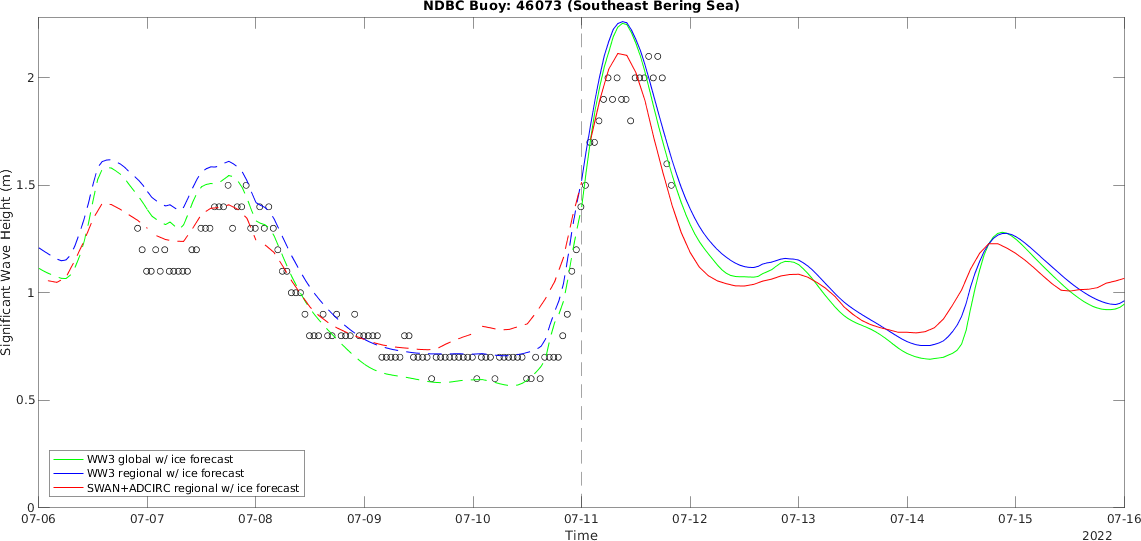 NDBC Buoy: 46073 (Southeast Bering Sea)
Significant Wave Height (m)
2
1.5
1
0.5
0
WW3 global w/ ice forecast
WW3 regional w/ ice forecast
SWAN+ADCIRC regional w/ ice forecast
07-06 07-07 07-08 07-09 07-10 07-11 07-12 07-13 07-14 07-15 07-16
Time
2022